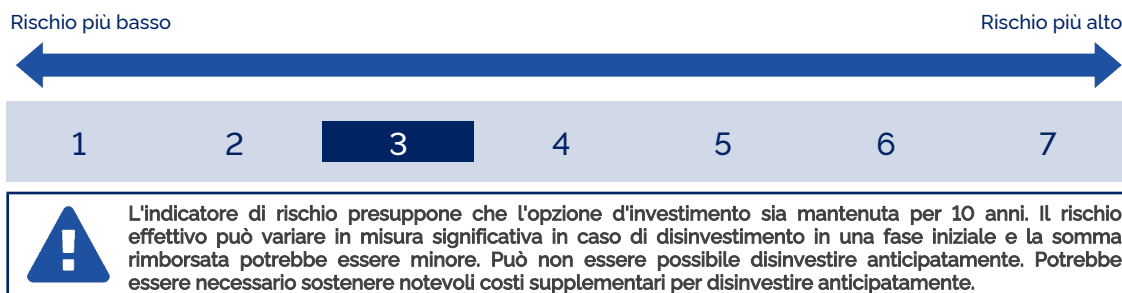 Rischio più basso Rischio più alto
1 2 3 4 5 6 7
L'indicatore di rischio presuppone che l'opzione d'investimento sia mantenuta per 10 anni. Il rischio
effettivo può variare in misura significativa in caso di disinvestimento in una fase iniziale e la somma
rimborsata potrebbe essere minore. Può non essere possibile disinvestire anticipatamente. Potrebbe
essere necessario sostenere notevoli costi supplementari per disinvestire anticipatamente.